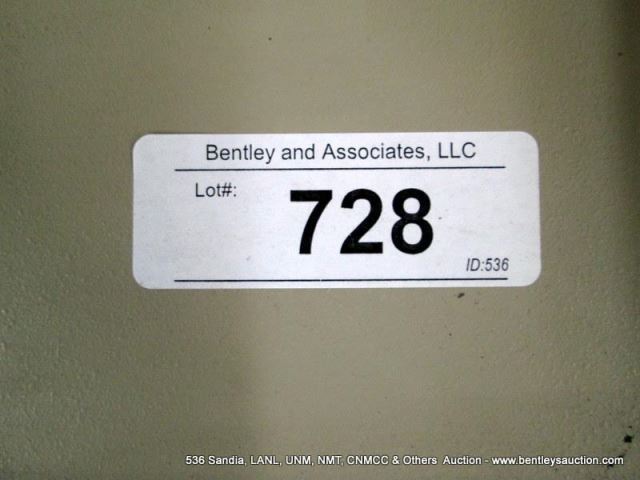 Bentley and Associates, LLC
Lot#:
728
ID:536
536 Sandia, LANL, UNM, NMT, CNMCC & Others Auction - www.bentleysauction.com